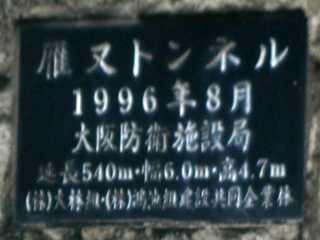 雁又トンネル
1996年8月
大阪防衛施設局
延長540m・幅6.0m・高4.7m
(株)大林組・(株)鴻池組建設共同企業体